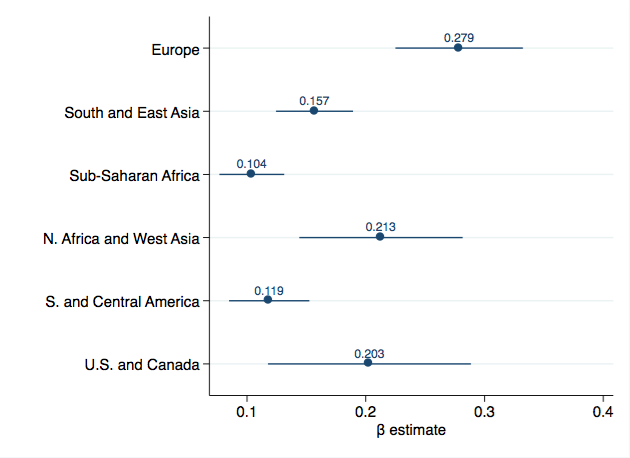 Europe
0.279
South and East Asia
0.157
Sub-Saharan Africa
0.104
N. Africa and West Asia
0.213
S. and Central America
0.119
U.S. and Canada
0.203
0.1 0.2 0.3 0.4
β estimate